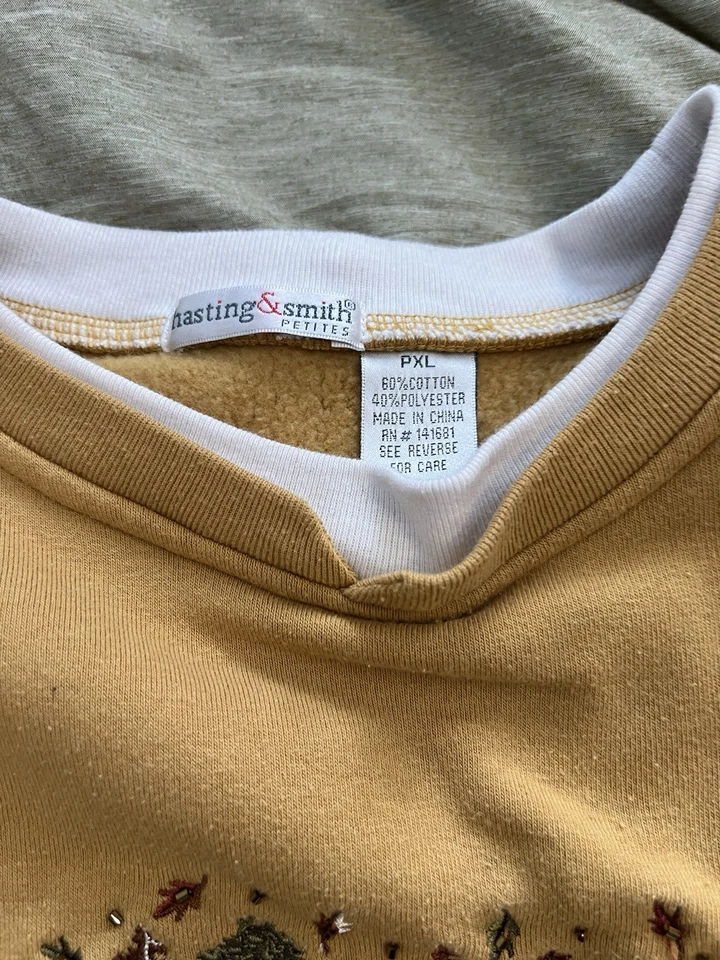 hasting&smith®
PETITES
PXL
60%COTTON
40%POLYESTER
MADE IN CHINA
RN # 141681
SEE REVERSE
FOR CARE